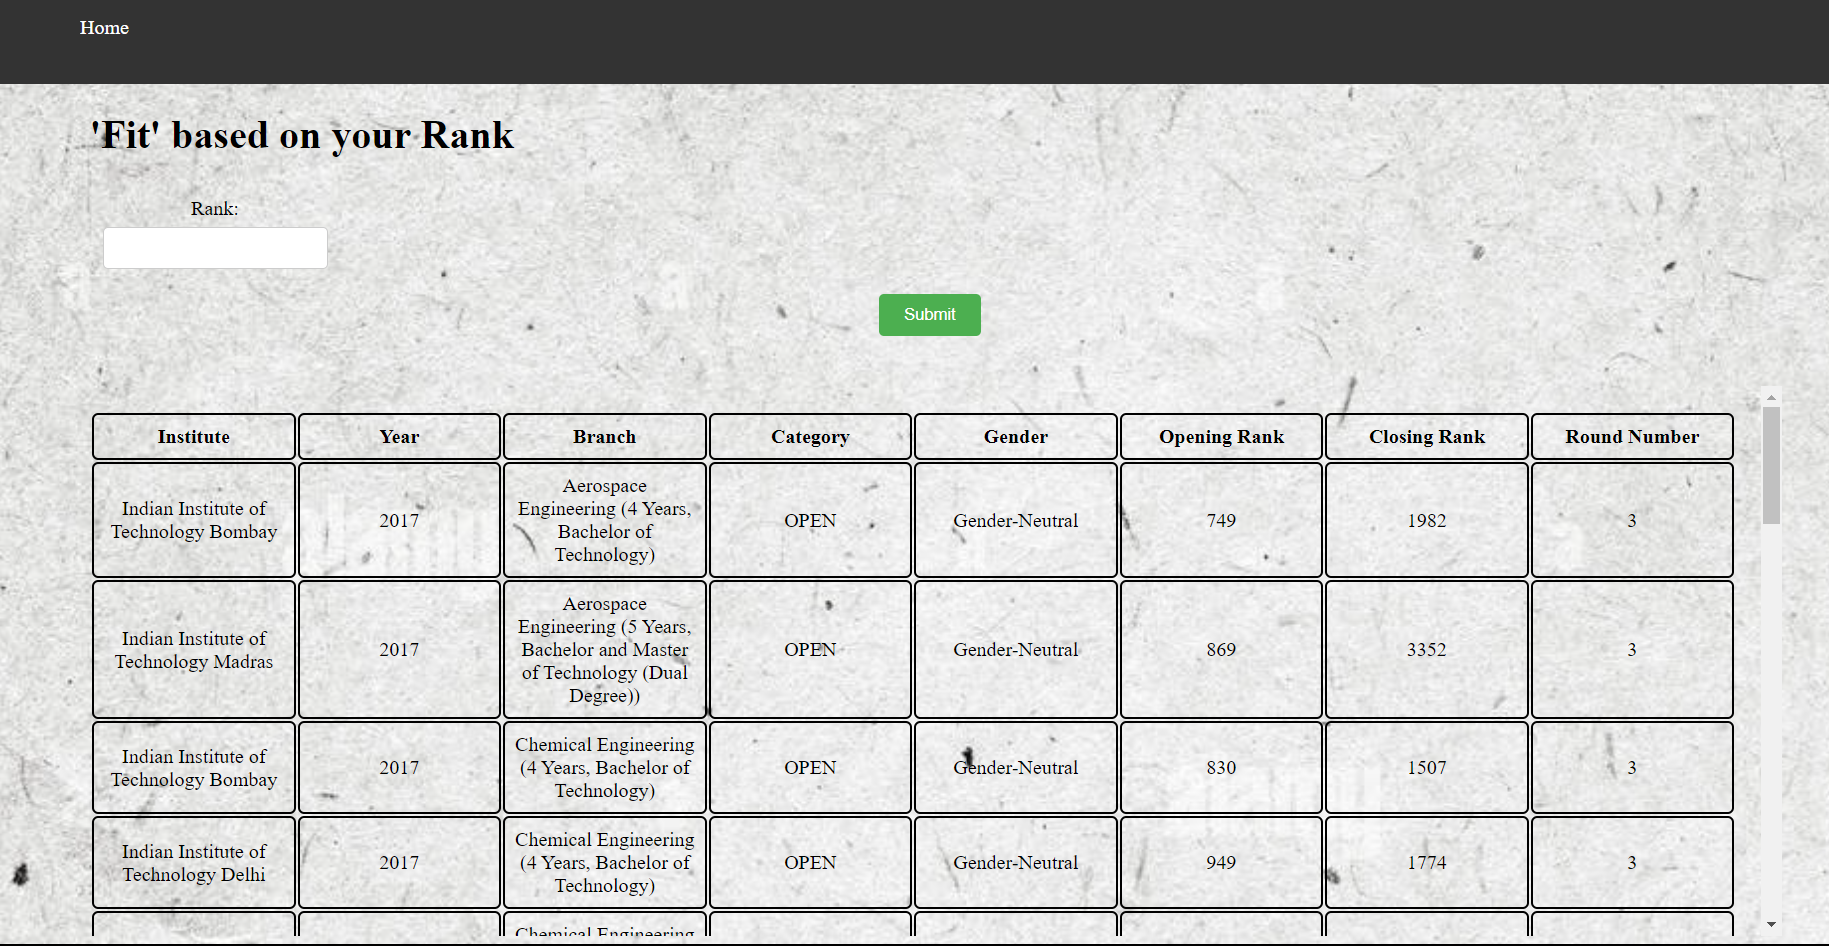 Home
'Fit' based on your Rank
Rank:
Submit
Institute Year Branch Category Gender Opening Rank Closing Rank Round Number
Indian Institute of
Technology Bombay
2017
Aerospace
Engineering (4 Years,
Bachelor of
Technology)
OPEN
Gender-Neutral
749
1982
3
Indian Institute of
Technology Madras
2017
Aerospace
Engineering (5 Years,
Bachelor and Master
of Technology (Dual
Degree))
OPEN
Gender-Neutral
869
3352
3
Indian Institute of
Technology Bombay
2017
Chemical Engineering
(4 Years, Bachelor of
Technology)
OPEN
Gender-Neutral
830
1507
3
Indian Institute of
Technology Delhi
2017
Chemical Engineering
(4 Years, Bachelor of
Technology)
OPEN
Gender-Neutral
949
1774
3
Chemical Engineering